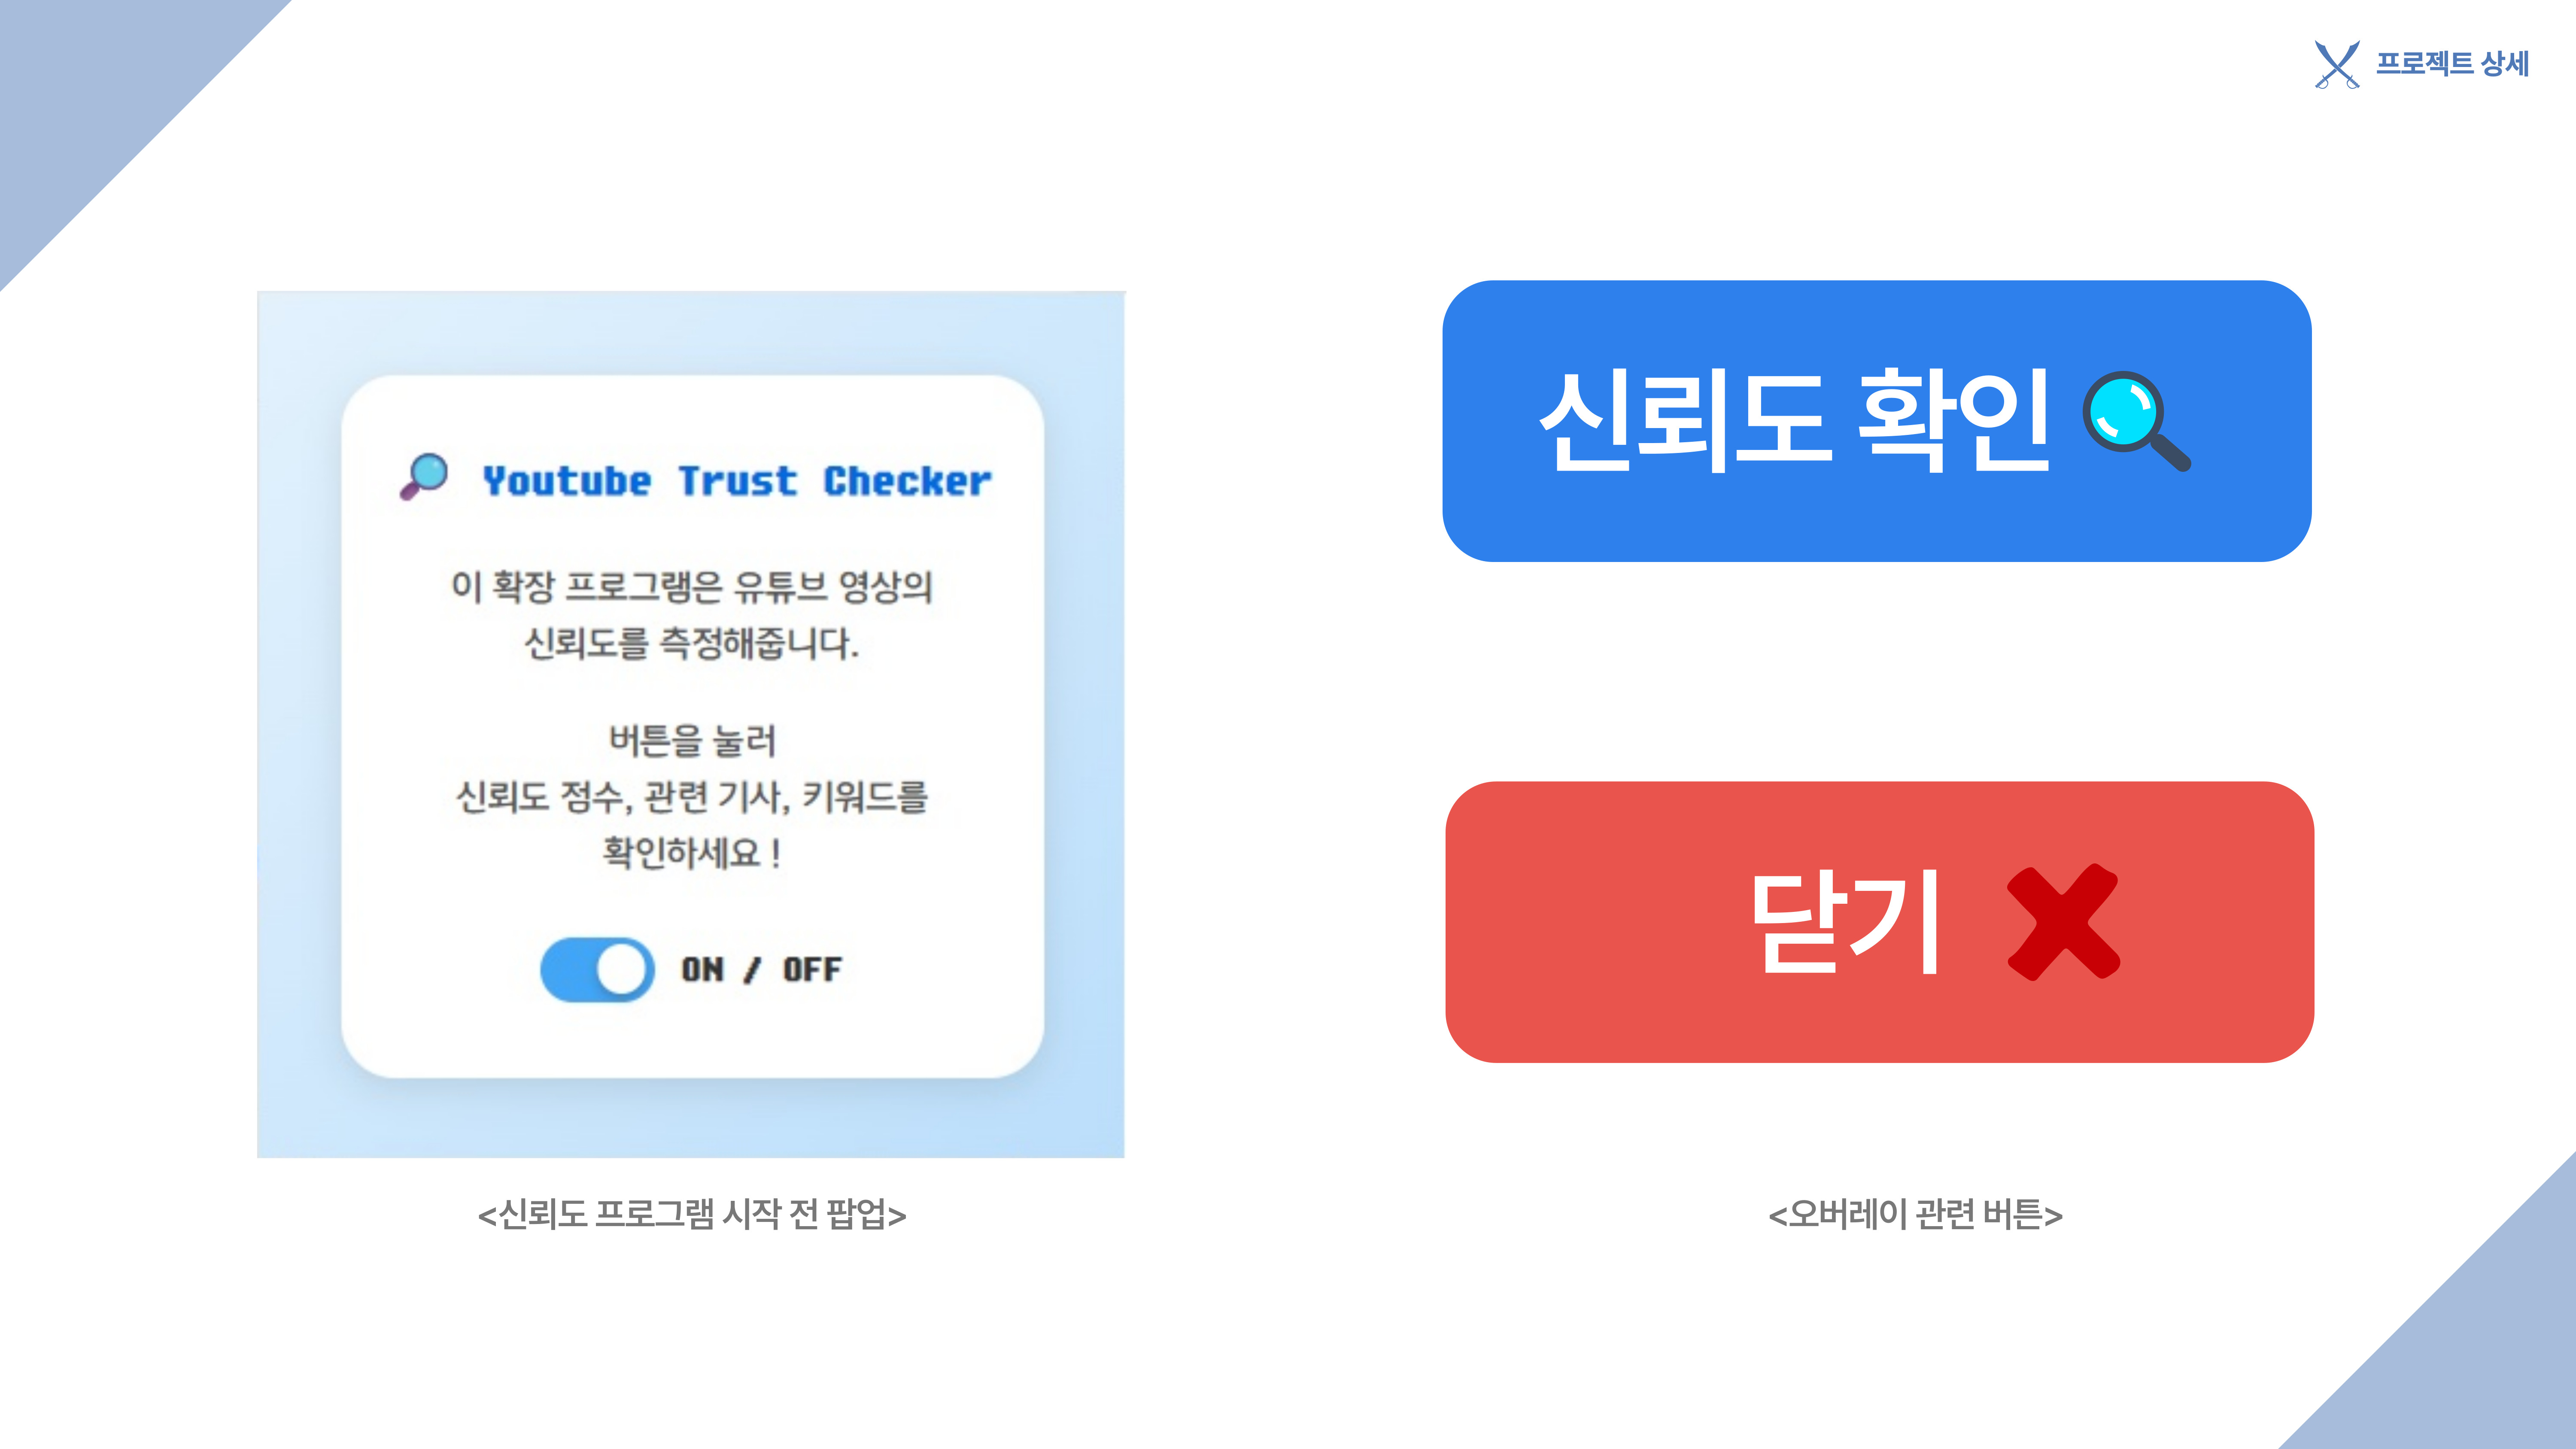 프로젝트 상세
Youtube Trust Checker
이 확장 프로그램은 유튜브 영상의
신뢰도를 측정해줍니다.
버튼을 눌러
신뢰도 점수, 관련 기사, 키워드를
확인하세요 !
ON / OFF
<신뢰도 프로그램 시작 전 팝업>
신뢰도 확인
닫기
<오버레이 관련 버튼>